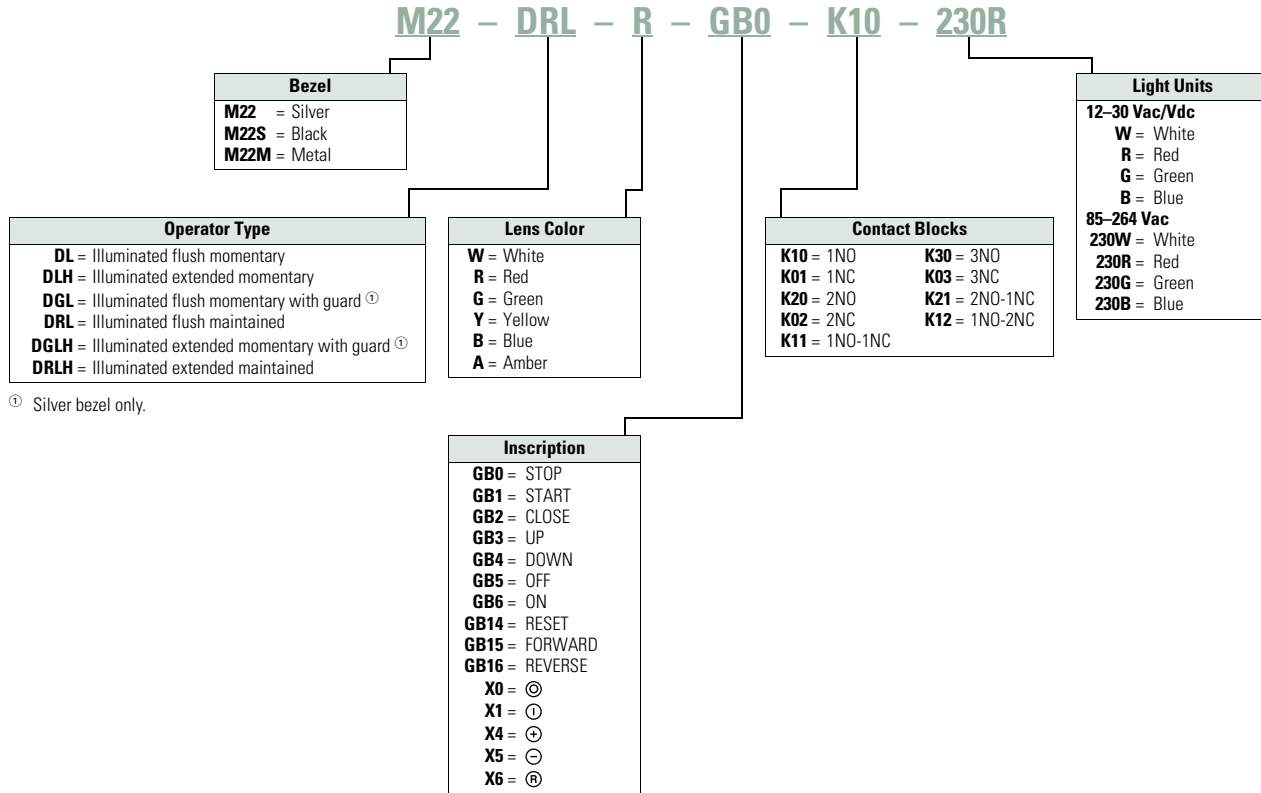 M22 – DRL – R – GB0 – K10 – 230R
Bezel
M22 = Silver
M22S = Black
M22M = Metal
Light Units
12–30 Vac/Vdc
W = White
R = Red
G = Green
B = Blue
85–264 Vac
230W = White
230R = Red
230G = Green
230B = Blue
Operator Type
DL = Illuminated flush momentary
DLH = Illuminated extended momentary
DGL = Illuminated flush momentary with guard ①
DRL = Illuminated flush maintained
DGLH = Illuminated extended momentary with guard ①
DRLH = Illuminated extended maintained
① Silver bezel only.
Lens Color
W = White
R = Red
G = Green
Y = Yellow
B = Blue
A = Amber
Contact Blocks
K10 = 1NO K30 = 3NO
K01 = 1NC K03 = 3NC
K20 = 2NO K21 = 2NO-1NC
K02 = 2NC K12 = 1NO-2NC
K11 = 1NO-1NC
Inscription
GB0 = STOP
GB1 = START
GB2 = CLOSE
GB3 = UP
GB4 = DOWN
GB5 = OFF
GB6 = ON
GB14 = RESET
GB15 = FORWARD
GB16 = REVERSE
X0 = ◎
X1 = ⏼
X4 = ⊕
X5 = ⊖
X6 = Ⓡ